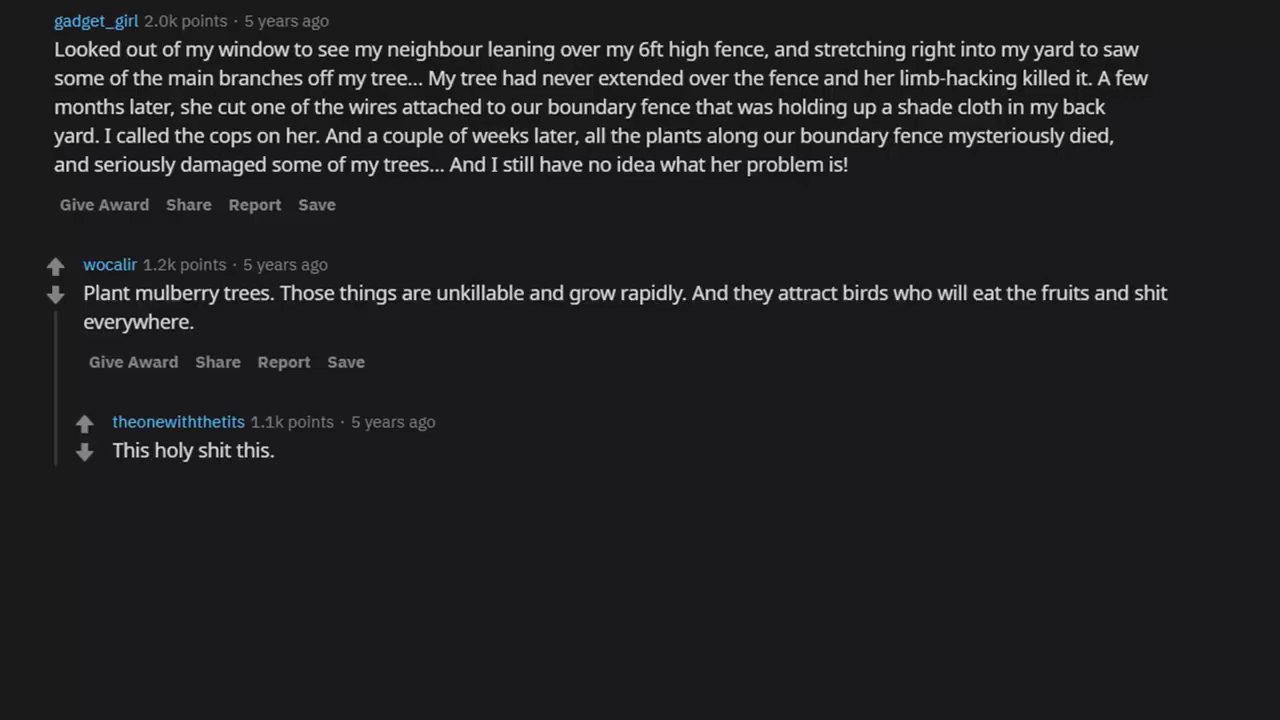 gadget_girl 2.0k points · 5 years ago
Looked out of my window to see my neighbour leaning over my 6ft high fence, and stretching right into my yard to saw
some of the main branches off my tree... My tree had never extended over the fence and her limb-hacking killed it. A few
months later, she cut one of the wires attached to our boundary fence that was holding up a shade cloth in my back
yard. I called the cops on her. And a couple of weeks later, all the plants along our boundary fence mysteriously died,
and seriously damaged some of my trees... And I still have no idea what her problem is!
Give Award Share Report Save
wocalir 1.2k points · 5 years ago
Plant mulberry trees. Those things are unkillable and grow rapidly. And they attract birds who will eat the fruits and shit
everywhere.
Give Award Share Report Save
theonewiththetits 1.1k points · 5 years ago
This holy shit this.